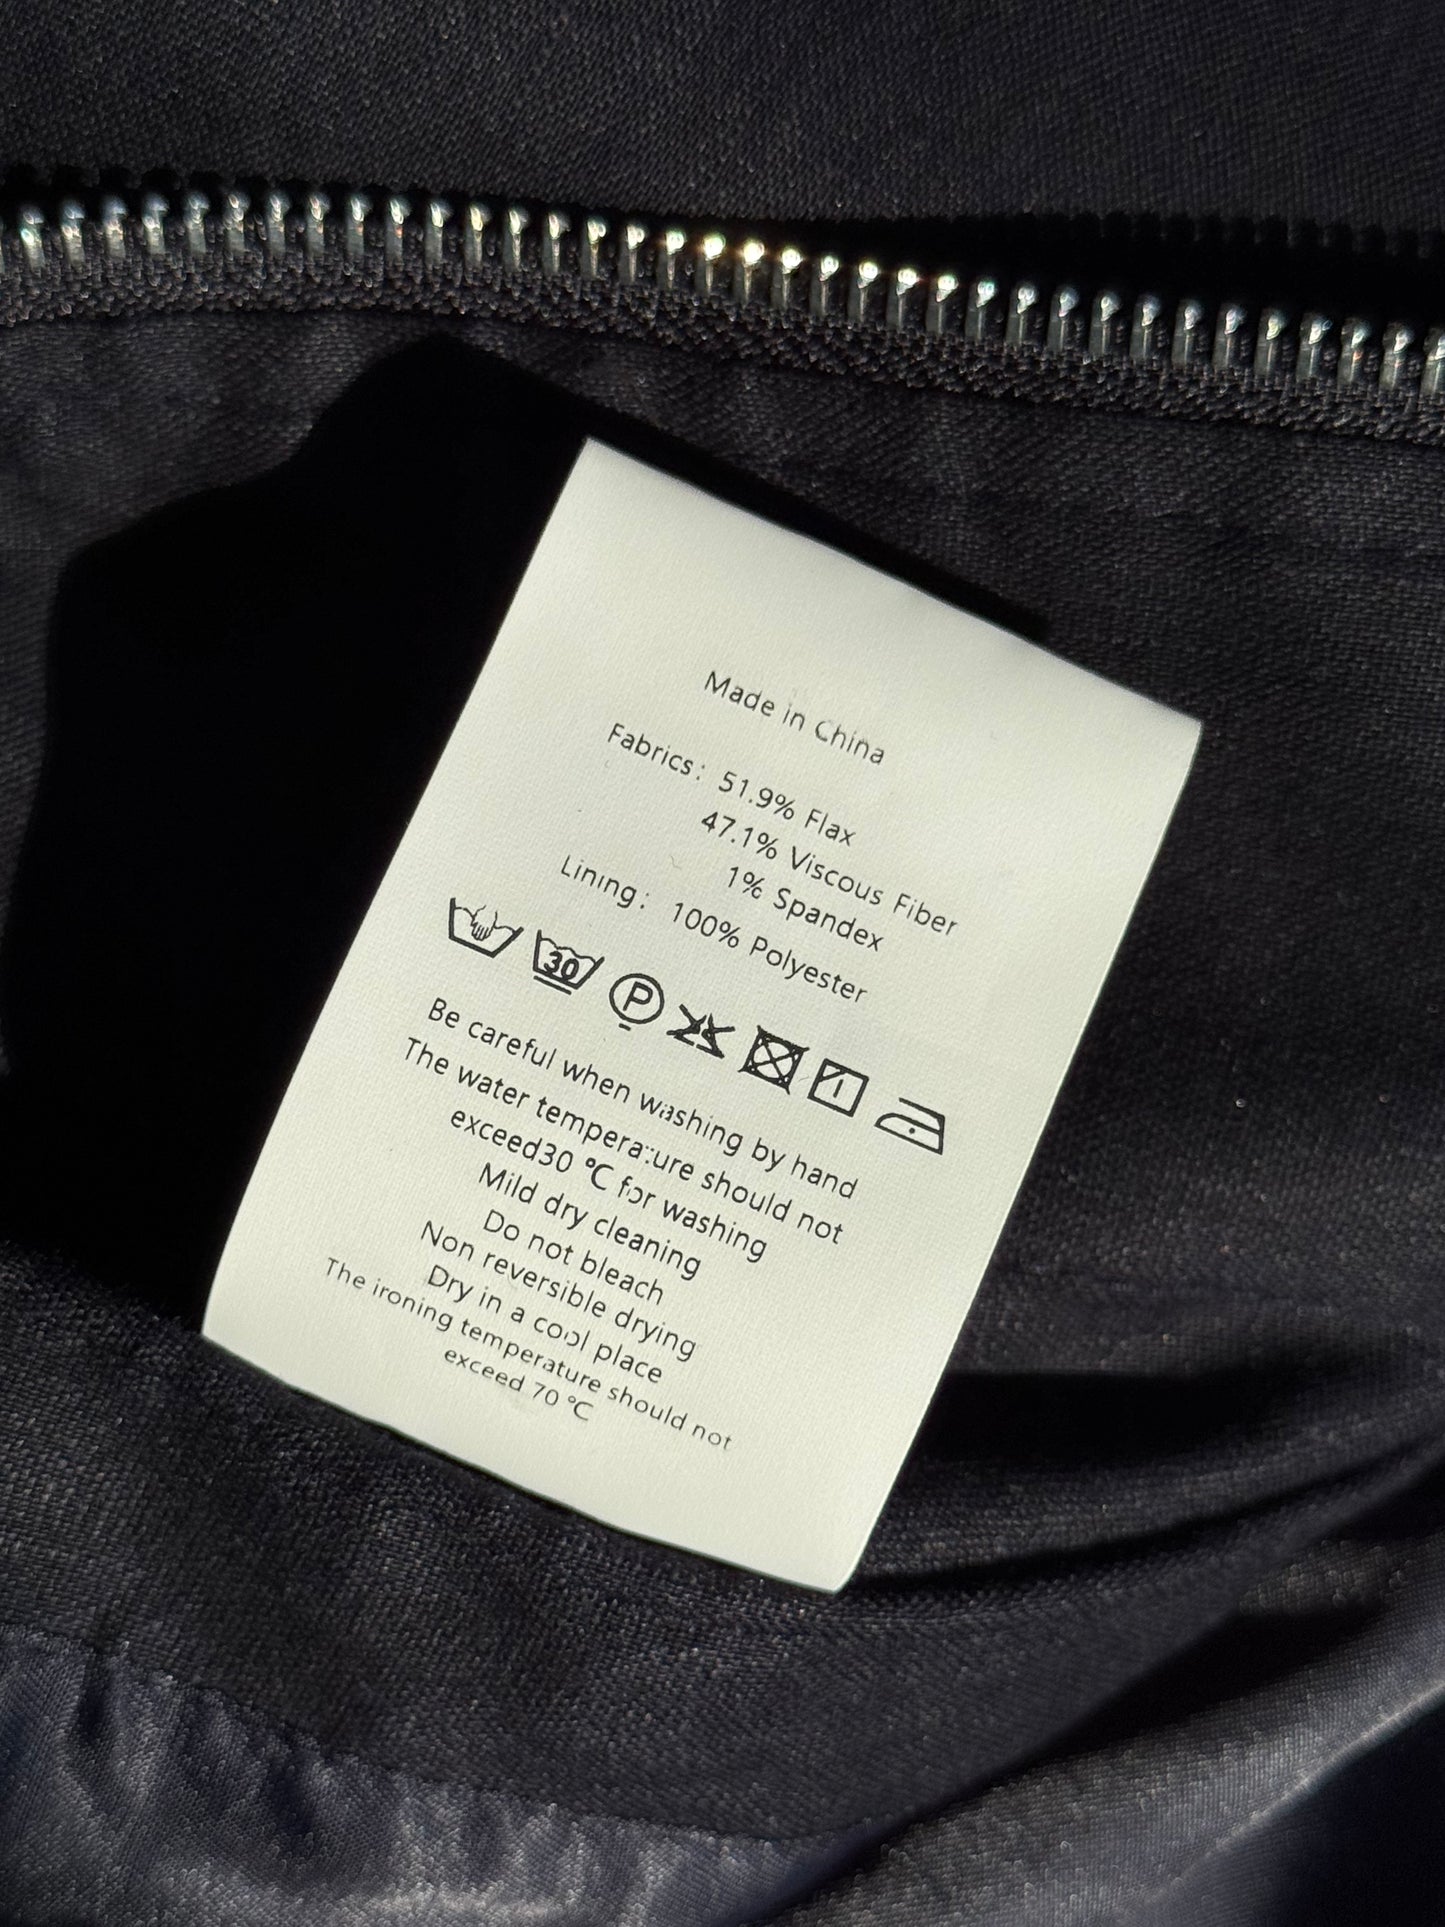 Made in China
Fabrics: 51.9% Flax
47.1% Viscous Fiber
1% Spandex
Lining: 100% Polyester
30 P
Be careful when washing by hand
The water temperature should not
exceed30 °C for washing
Mild dry cleaning
Do not bleach
Non reversible drying
Dry in a cool place
The ironing temperature should not
exceed 70 °C